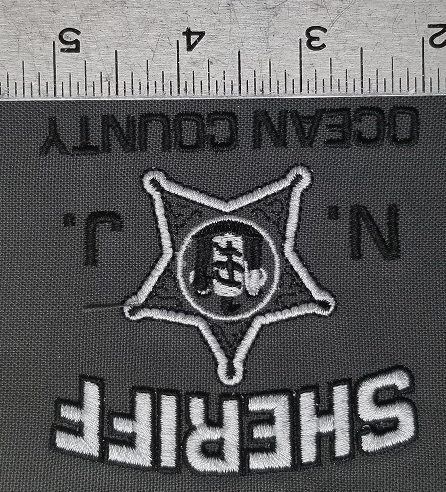 SHERIFF
N. J.
OCEAN COUNTY
2 3 4 5